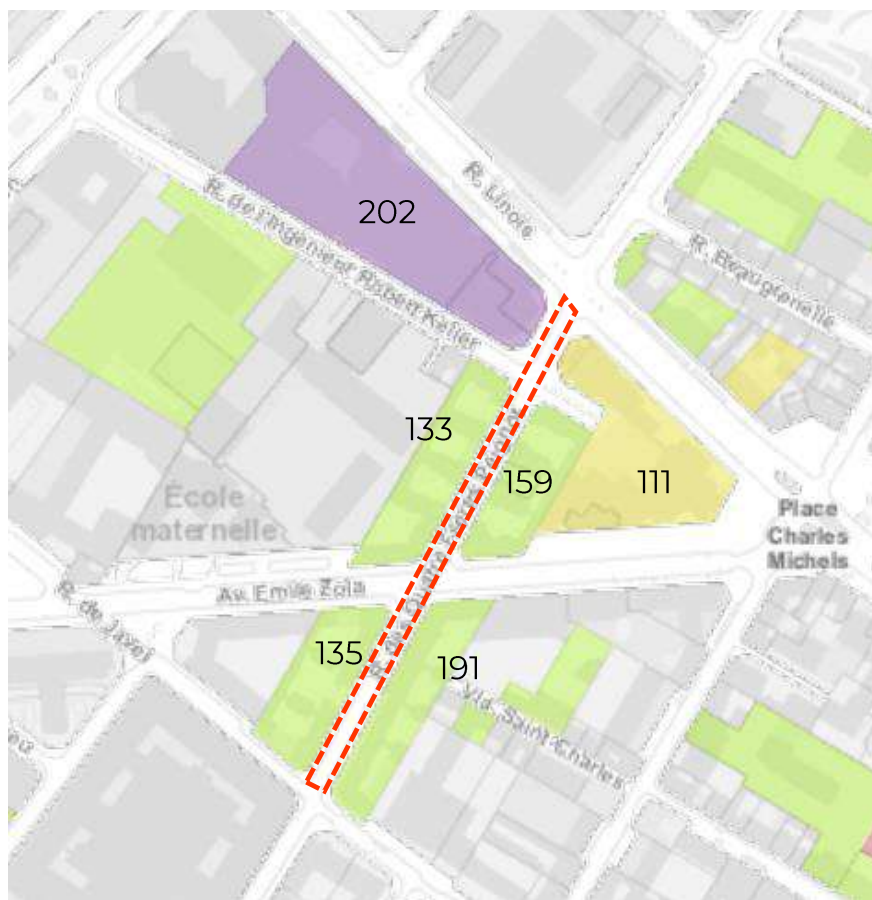 202
R. Linois
R. de l'Ingénieur Robert Keller
R. Beaugrenelle
133
159
111
École
maternelle
Place
Charles
Michels
Av. Emile Zola
R. de Javel
135
191
Vla. Saint-Charles